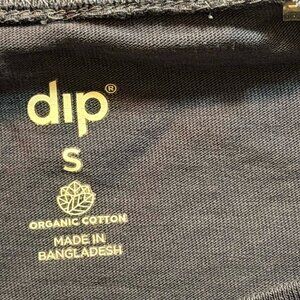 dip®
S
ORGANIC COTTON
MADE IN
BANGLADESH